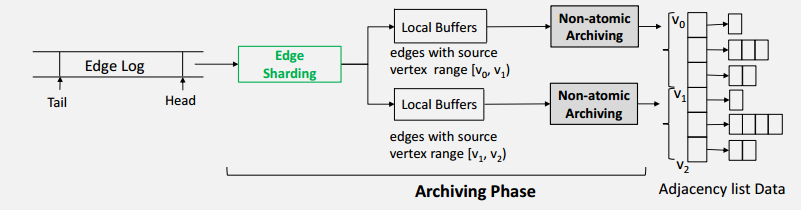 Edge Log
Tail
Head
Edge
Sharding
Local Buffers
edges with source
vertex range [v0, v1)
Non-atomic
Archiving
Local Buffers
edges with source
vertex range [v1, v2)
Non-atomic
Archiving
Archiving Phase
v0
v1
v2
Adjacency list Data